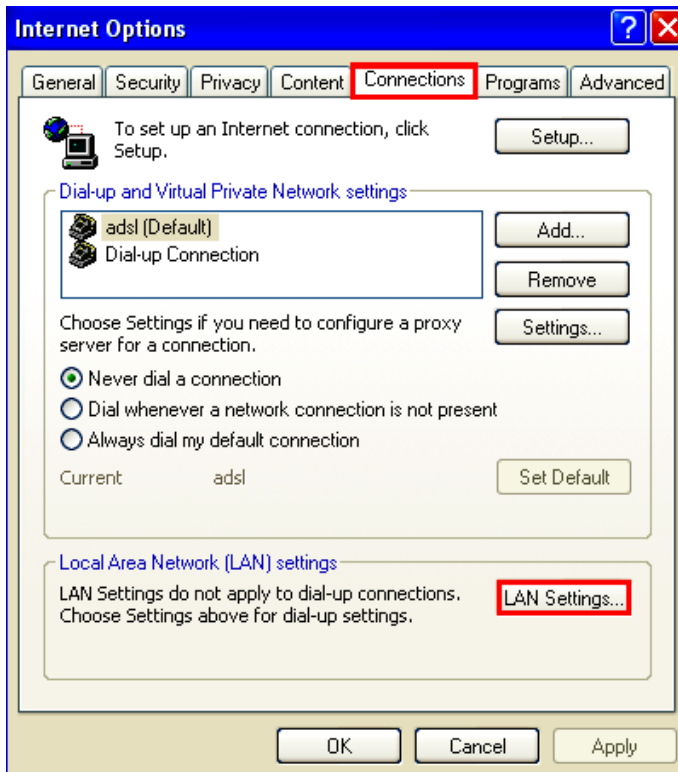 Internet Options
?
X
General Security Privacy Content Connections Programs Advanced
To set up an Internet connection, click
Setup.
Setup...
Dial-up and Virtual Private Network settings
adsl (Default)
Dial-up Connection
Add...
Remove
Choose Settings if you need to configure a proxy
server for a connection.
Settings...
Never dial a connection
Dial whenever a network connection is not present
Always dial my default connection
Current adsl
Set Default
Local Area Network (LAN) settings
LAN Settings do not apply to dial-up connections.
Choose Settings above for dial-up settings.
LAN Settings...
OK Cancel Apply